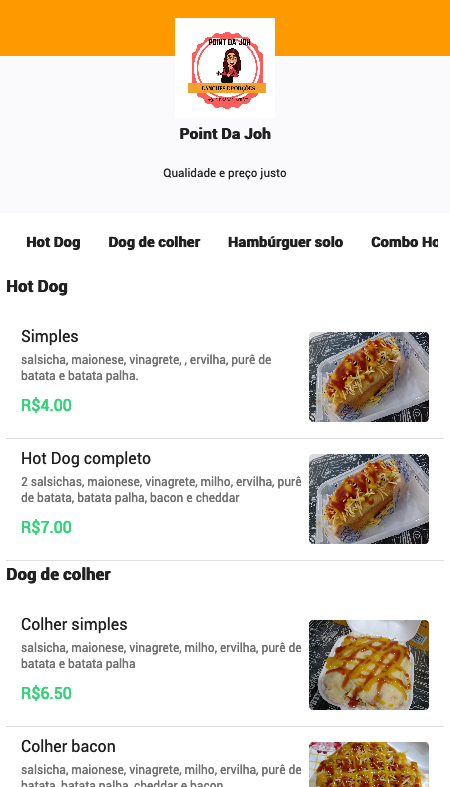 POINT DA JOH
LANCHES E PORÇÕES
Point Da Joh
Qualidade e preço justo
Hot Dog
Dog de colher
Hambúrguer solo
Combo Ho
Hot Dog
Simples
salsicha, maionese, vinagrete, , ervilha, purê de
batata e batata palha.
R$4.00
Hot Dog completo
2 salsichas, maionese, vinagrete, milho, ervilha, purê
de batata, batata palha, bacon e cheddar
R$7.00
Dog de colher
Colher simples
salsicha, maionese, vinagrete, milho, ervilha, purê de
batata e batata palha
R$6.50
Colher bacon
salsicha, maionese, vinagrete, milho, ervilha, purê de
batata, batata palha, cheddar e bacon